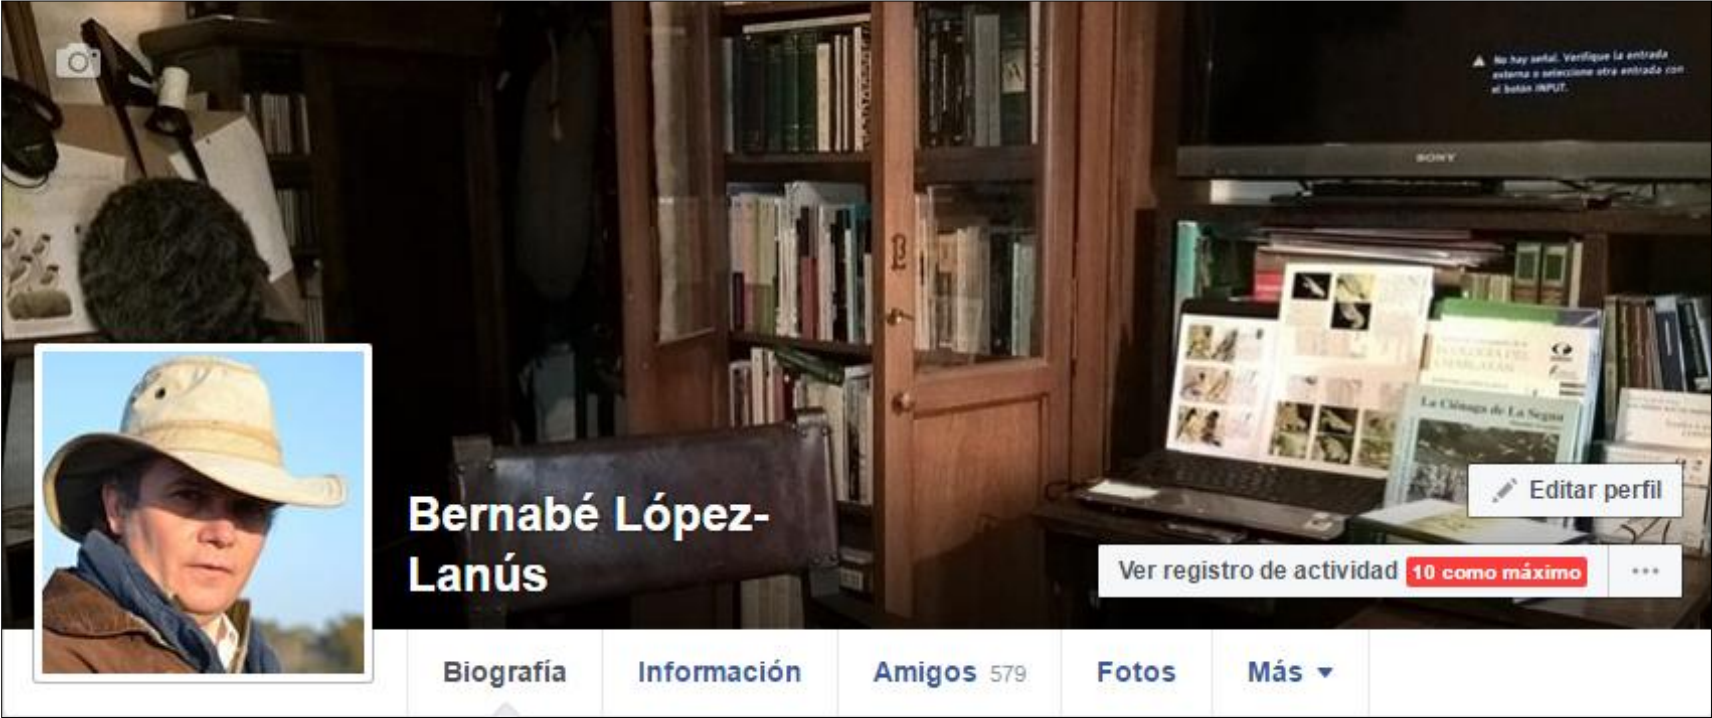 No hay señal. Verifique la entrada
externa o seleccione otra entrada con
el botón INPUT.
SONY
La Ciénaga de La Segua
Editar perfil
Bernabé López-
Lanús
Ver registro de actividad 10 como máximo
Biografía Información Amigos 579 Fotos Más